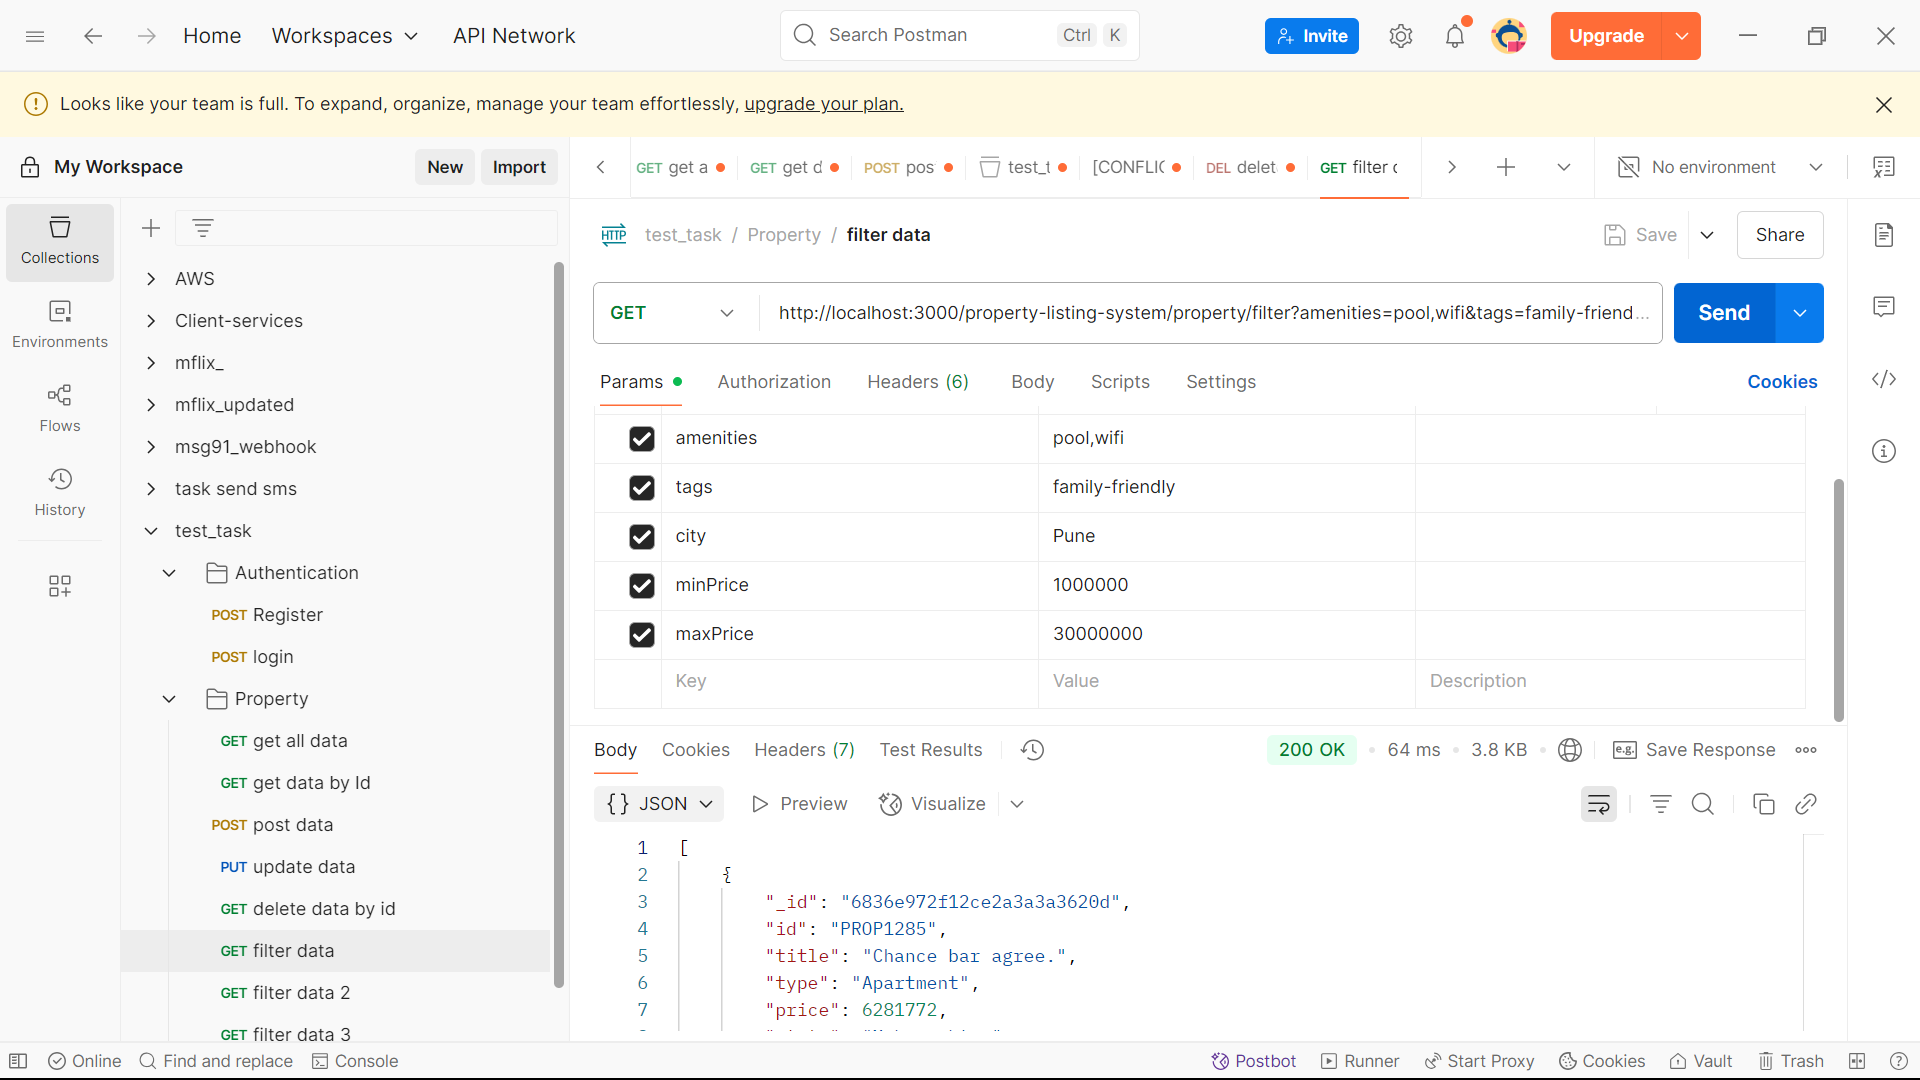 Home Workspaces API Network Search Postman Ctrl K Invite Upgrade
Looks like your team is full. To expand, organize, manage your team effortlessly, upgrade your plan.
My Workspace New Import
GET get a GET get d POST pos test_t [CONFLIC DEL delet GET filter No environment
Collections
Environments
Flows
History
AWS
Client-services
mflix_
mflix_updated
msg91_webhook
task send sms
test_task
Authentication
POST Register
POST login
Property
GET get all data
GET get data by Id
POST post data
PUT update data
GET delete data by id
GET filter data
GET filter data 2
GET filter data 3
HTTP test_task / Property / filter data Save Share
GET http://localhost:3000/property-listing-system/property/filter?amenities=pool,wifi&tags=family-friend... Send
Params Authorization Headers (6) Body Scripts Settings Cookies
amenities pool,wifi
tags family-friendly
city Pune
minPrice 1000000
maxPrice 30000000
Key Value Description
Body Cookies Headers (7) Test Results 200 OK 64 ms 3.8 KB e.g. Save Response
{} JSON Preview Visualize
1 [
2 {
3 "_id": "6836e972f12ce2a3a3a3620d",
4 "id": "PROP1285",
5 "title": "Chance bar agree.",
6 "type": "Apartment",
7 "price": 6281772,
Online Find and replace Console Postbot Runner Start Proxy Cookies Vault Trash